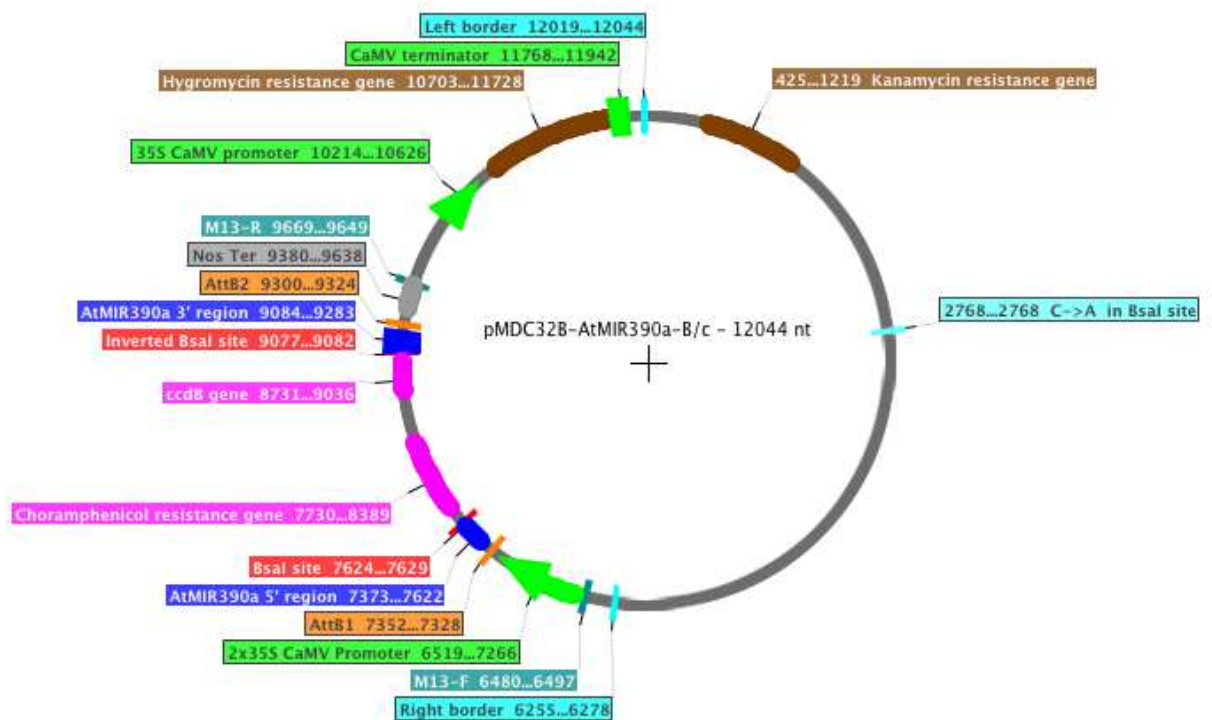 Left border 12019...12044
CaMV terminator 11768...11942
Hygromycin resistance gene 10703...11728
425...1219 Kanamycin resistance gene
35S CaMV promoter 10214...10626
M13-R 9669...9649
Nos Ter 9380...9638
AttB2 9300...9324
AtMIR390a 3' region 9084...9283
2768...2768 C->A in BsaI site
pMDC32B-AtMIR390a-B/c - 12044 nt
Inverted BsaI site 9077...9082
ccdB gene 8731...9036
Choramphenicol resistance gene 7730...8389
BsaI site 7624...7629
AtMIR390a 5' region 7373...7622
AttB1 7352...7328
2x35S CaMV Promoter 6519...7266
M13-F 6480...6497
Right border 6255...6278